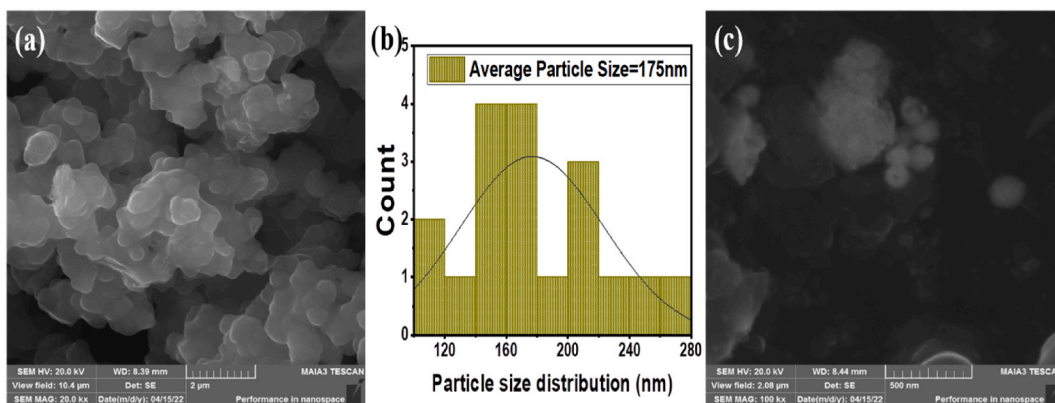 (a)
SEM HV: 20.0 kV WD: 8.39 mm MAIA3 TESCAN
View field: 10.4 µm Det: SE 2 µm
SEM MAG: 20.0 kx Date(m/d/y): 04/15/22 Performance in nanospace
(b)
Average Particle Size=175nm
Count
5
4
3
2
1
0
120 160 200 240 280
Particle size distribution (nm)
(c)
SEM HV: 20.0 kV WD: 8.44 mm MAIA3 TESCAN
View field: 2.08 µm Det: SE 500 nm
SEM MAG: 100 kx Date(m/d/y): 04/15/22 Performance in nanospace